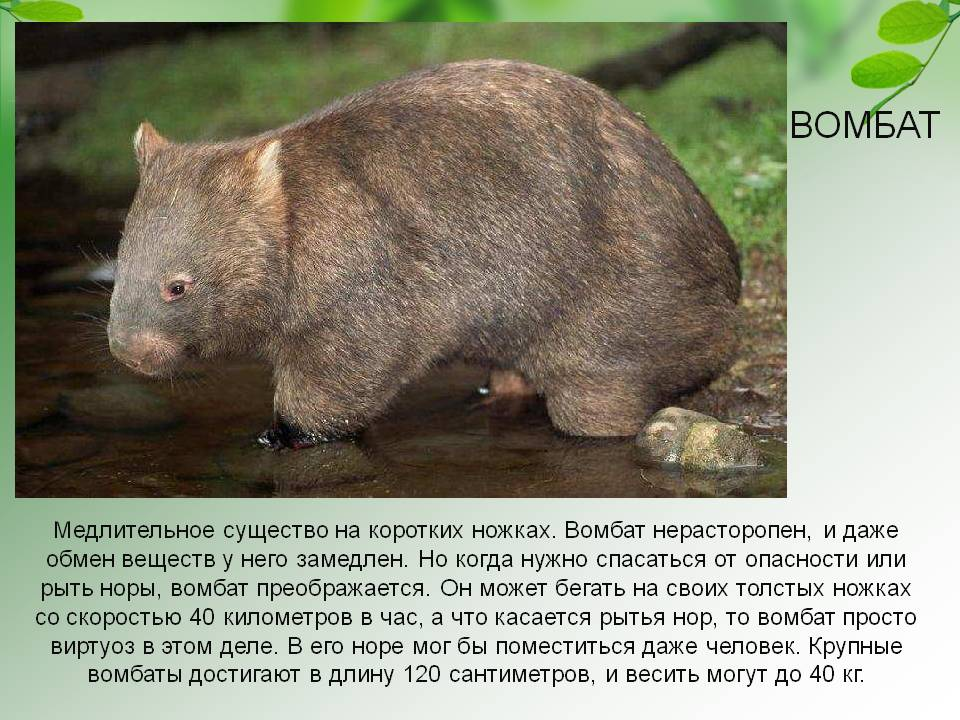 ВОМБАТ
Медлительное существо на коротких ножках. Вомбат нерасторопен, и даже
обмен веществ у него замедлен. Но когда нужно спасаться от опасности или
рыть норы, вомбат преображается. Он может бегать на своих толстых ножках
со скоростью 40 километров в час, а что касается рытья нор, то вомбат просто
виртуоз в этом деле. В его норе мог бы поместиться даже человек. Крупные
вомбаты достигают в длину 120 сантиметров, и весить могут до 40 кг.